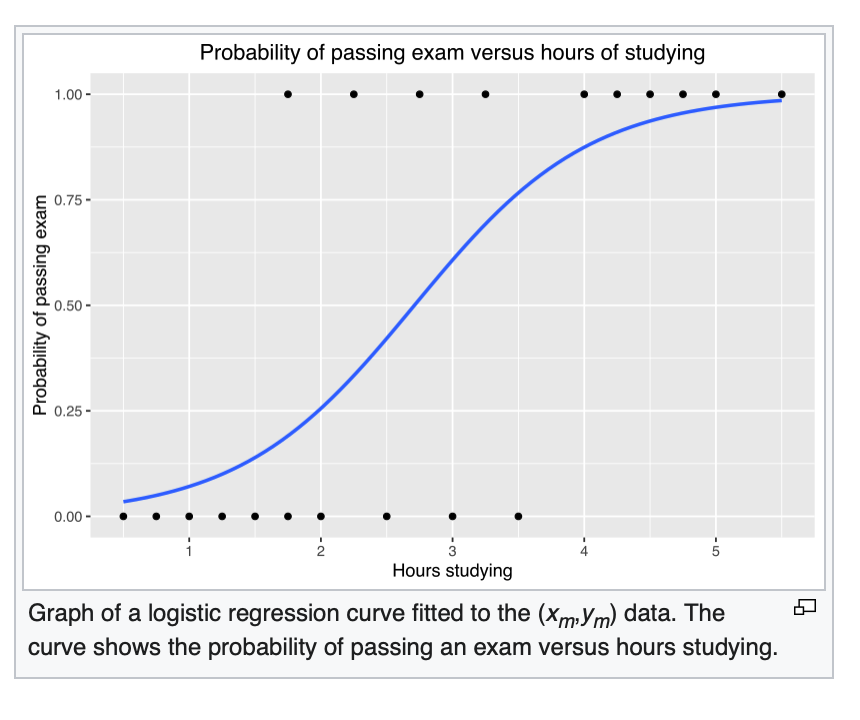 Probability of passing exam versus hours of studying
Probability of passing exam
1.00
0.75
0.50
0.25
0.00
1 2 3 4 5
Hours studying
Graph of a logistic regression curve fitted to the (xm,ym) data. The
curve shows the probability of passing an exam versus hours studying.